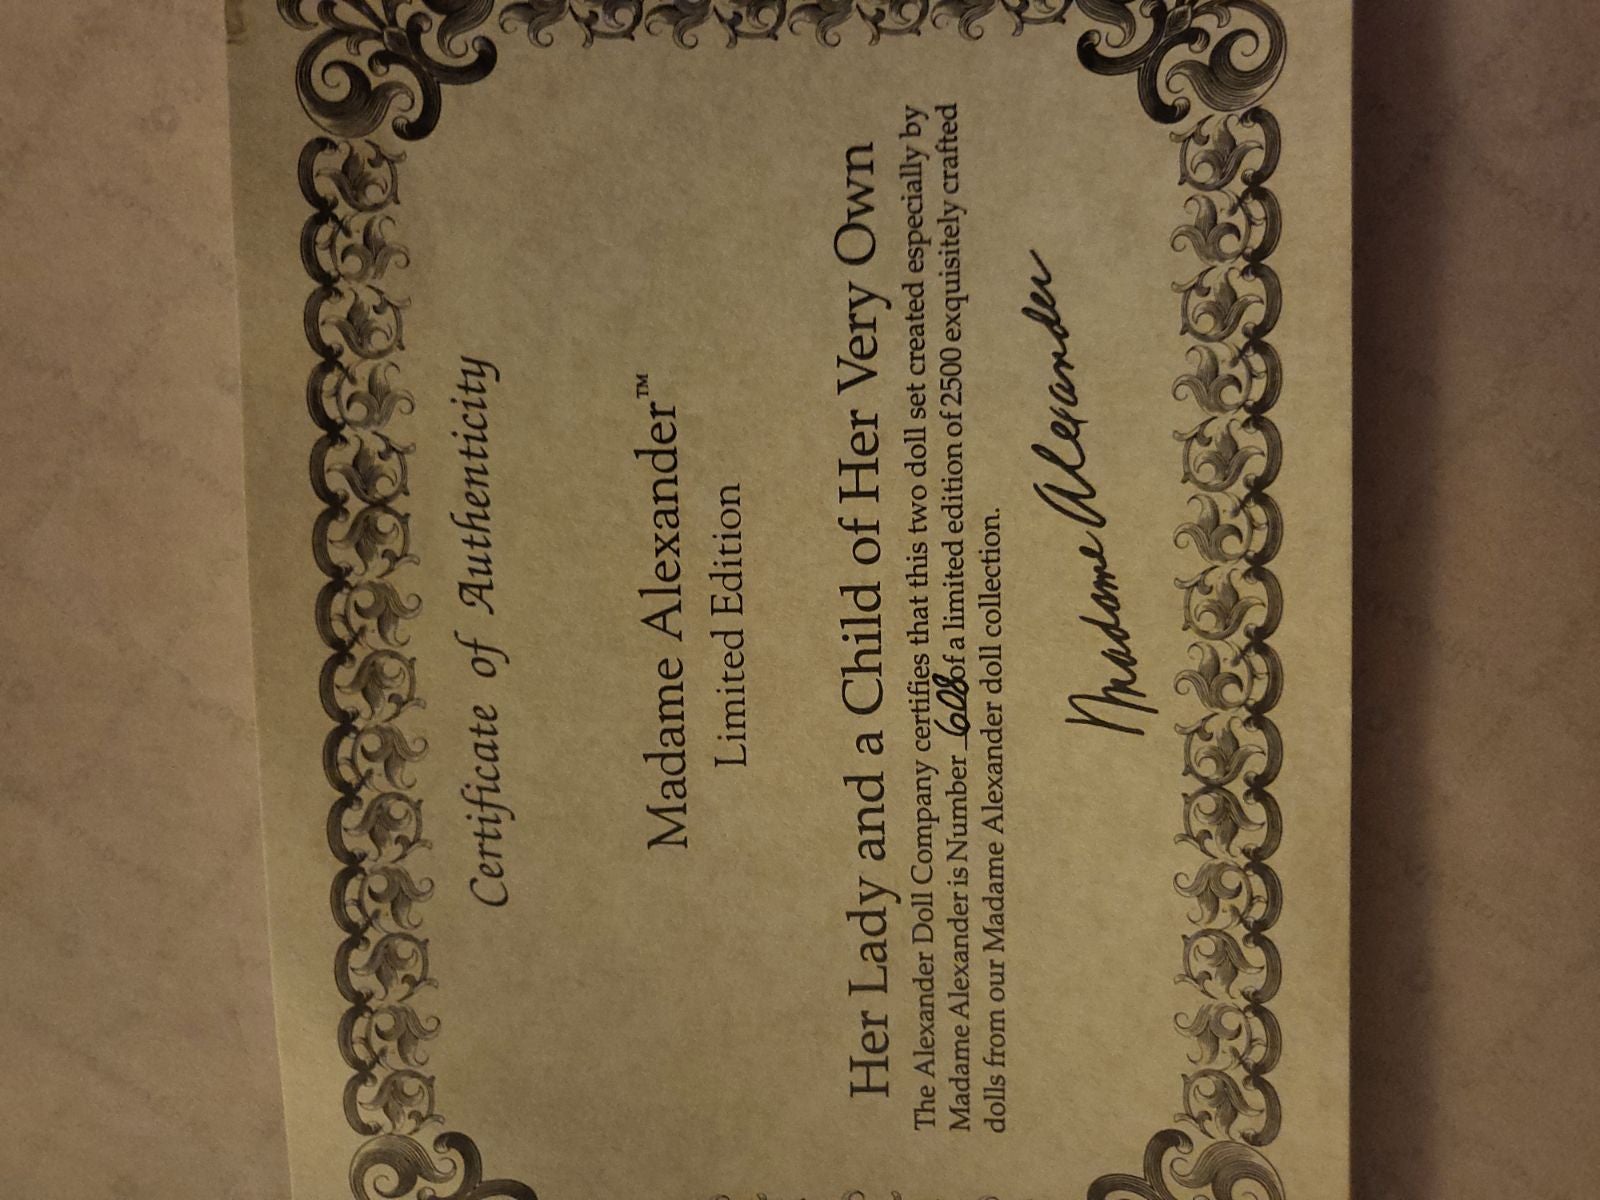 Certificate of Authenticity
Madame Alexander™
Limited Edition
Her Lady and a Child of Her Very Own
The Alexander Doll Company certifies that this two doll set created especially by
Madame Alexander is Number 608 of a limited edition of 2500 exquisitely crafted
dolls from our Madame Alexander doll collection.
Madame Alexander